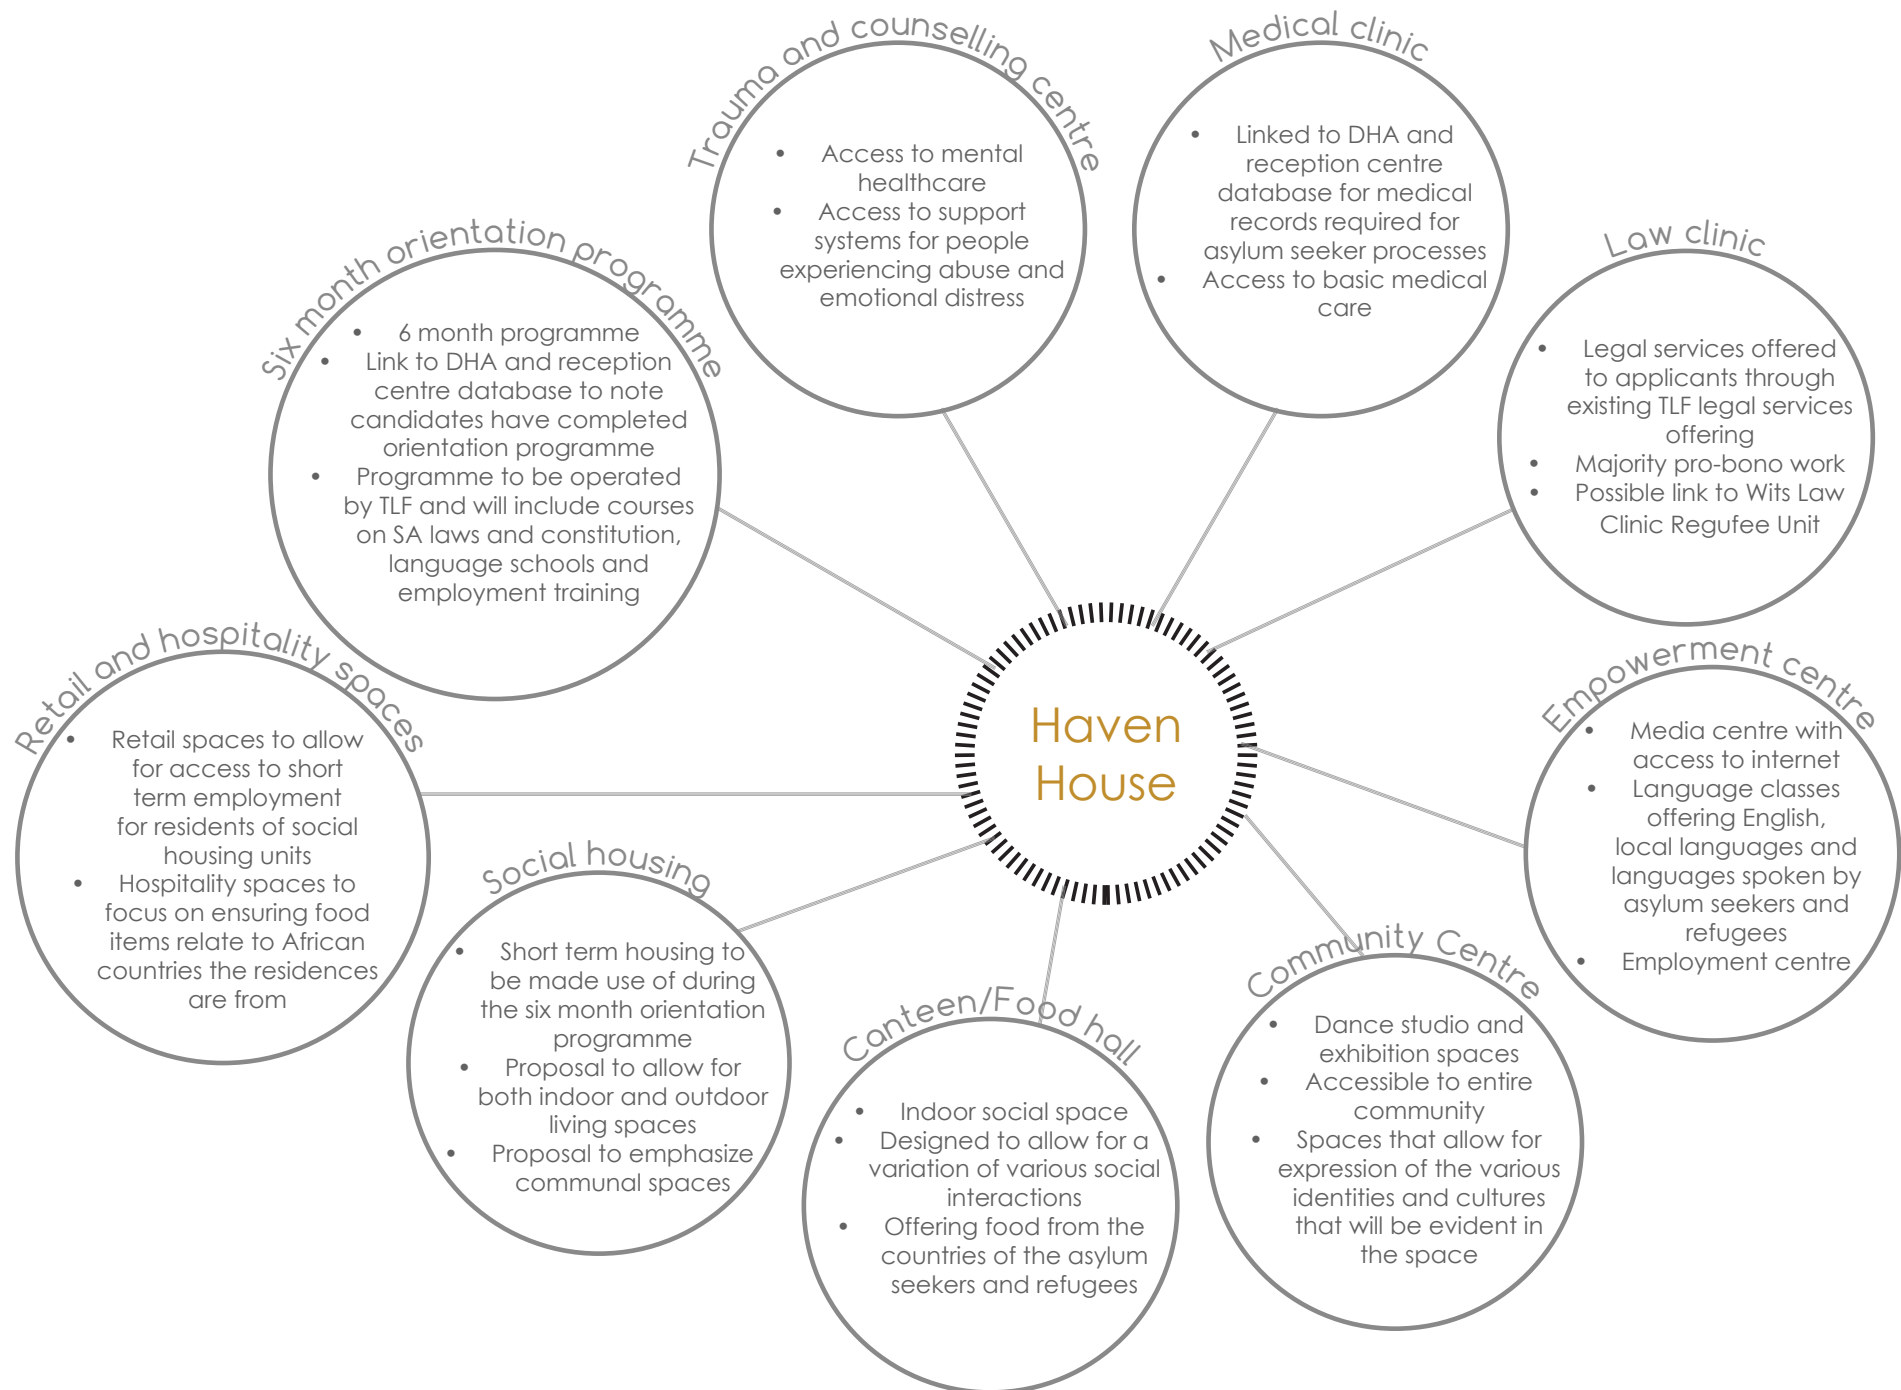 Trauma and counselling centre
• Access to mental
healthcare
• Access to support
systems for people
experiencing abuse and
emotional distress
Medical clinic
• Linked to DHA and
reception centre
database for medical
records required for
asylum seeker processes
• Access to basic medical
care
Six month orientation programme
• 6 month programme
• Link to DHA and reception
centre database to note
candidates have completed
orientation programme
• Programme to be operated
by TLF and will include courses
on SA laws and constitution,
language schools and
employment training
Law clinic
• Legal services offered
to applicants through
existing TLF legal services
offering
• Majority pro-bono work
• Possible link to Wits Law
Clinic Regufee Unit
Retail and hospitality spaces
• Retail spaces to allow
for access to short
term employment
for residents of social
housing units
• Hospitality spaces to
focus on ensuring food
items relate to African
countries the residences
are from
Haven
House
Empowerment centre
• Media centre with
access to internet
• Language classes
offering English,
local languages and
languages spoken by
asylum seekers and
refugees
• Employment centre
Social housing
• Short term housing to
be made use of during
the six month orientation
programme
• Proposal to allow for
both indoor and outdoor
living spaces
• Proposal to emphasize
communal spaces
Canteen/Food hall
• Indoor social space
• Designed to allow for a
variation of various social
interactions
• Offering food from the
countries of the asylum
seekers and refugees
Community Centre
• Dance studio and
exhibition spaces
• Accessible to entire
community
• Spaces that allow for
expression of the various
identities and cultures
that will be evident in
the space